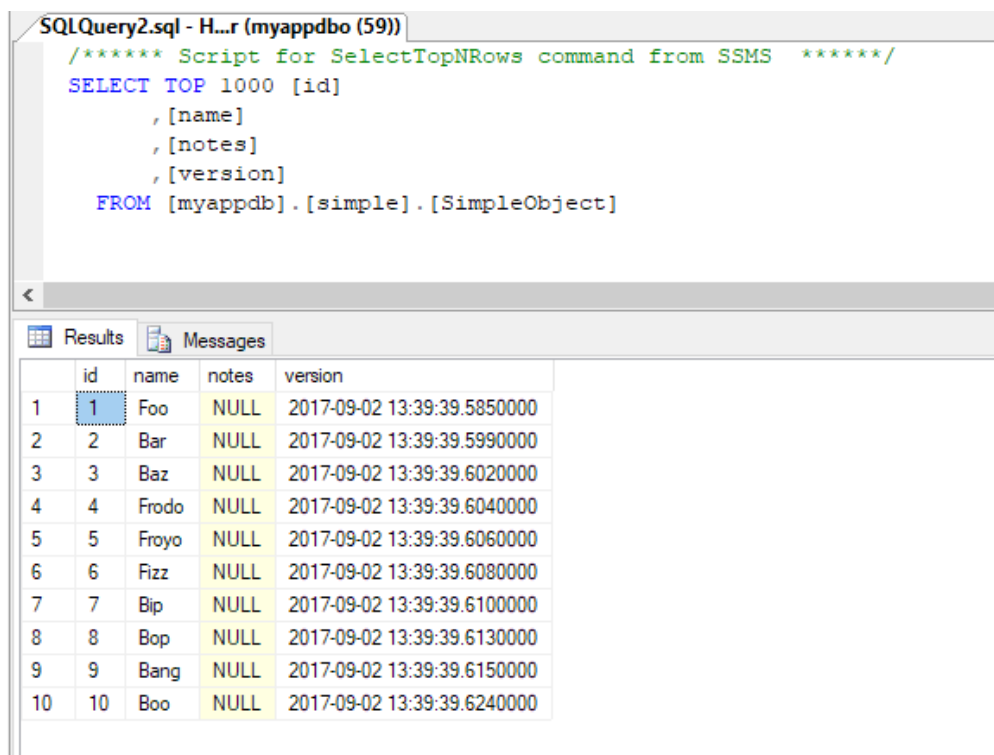 SQLQuery2.sql - H...r (myappdbo (59))
/****** Script for SelectTopNRows command from SSMS  ******/
SELECT TOP 1000 [id]
,[name]
,[notes]
,[version]
FROM [myappdb].[simple].[SimpleObject]
Results Messages
id name notes version
1 1 Foo NULL 2017-09-02 13:39:39.5850000
2 2 Bar NULL 2017-09-02 13:39:39.5990000
3 3 Baz NULL 2017-09-02 13:39:39.6020000
4 4 Frodo NULL 2017-09-02 13:39:39.6040000
5 5 Froyo NULL 2017-09-02 13:39:39.6060000
6 6 Fizz NULL 2017-09-02 13:39:39.6080000
7 7 Bip NULL 2017-09-02 13:39:39.6100000
8 8 Bop NULL 2017-09-02 13:39:39.6130000
9 9 Bang NULL 2017-09-02 13:39:39.6150000
10 10 Boo NULL 2017-09-02 13:39:39.6240000